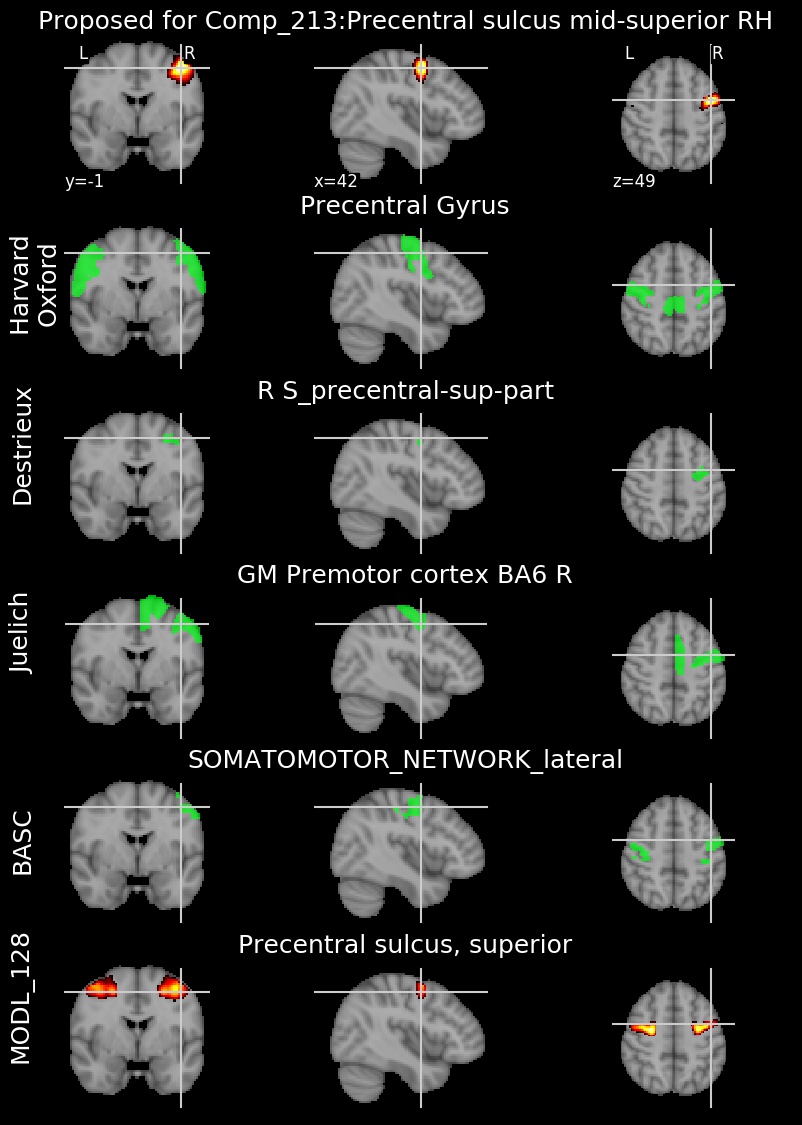 Proposed for Comp_213:Precentral sulcus mid-superior RH
L R L R
y=-1 x=42 z=49
Precentral Gyrus
Harvard
Oxford
R S_precentral-sup-part
Destrieux
GM Premotor cortex BA6 R
Juelich
SOMATOMOTOR_NETWORK_lateral
BASC
Precentral sulcus, superior
MODL_128